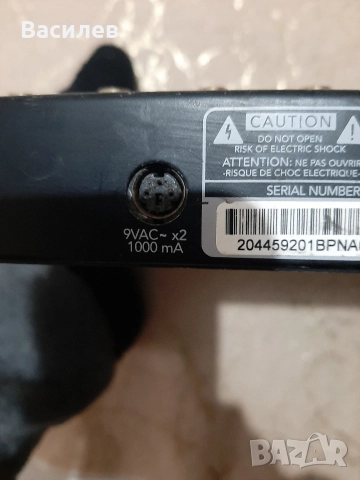 Василев
CAUTION
DO NOT OPEN
RISK OF ELECTRIC SHOCK
ATTENTION: NE PAS OUVRIR
-RISQUE DE CHOC ELECTRIQUE-
SERIAL NUMBER
9VAC~ x2
1000 mA
204459201BPNA
BAZAR